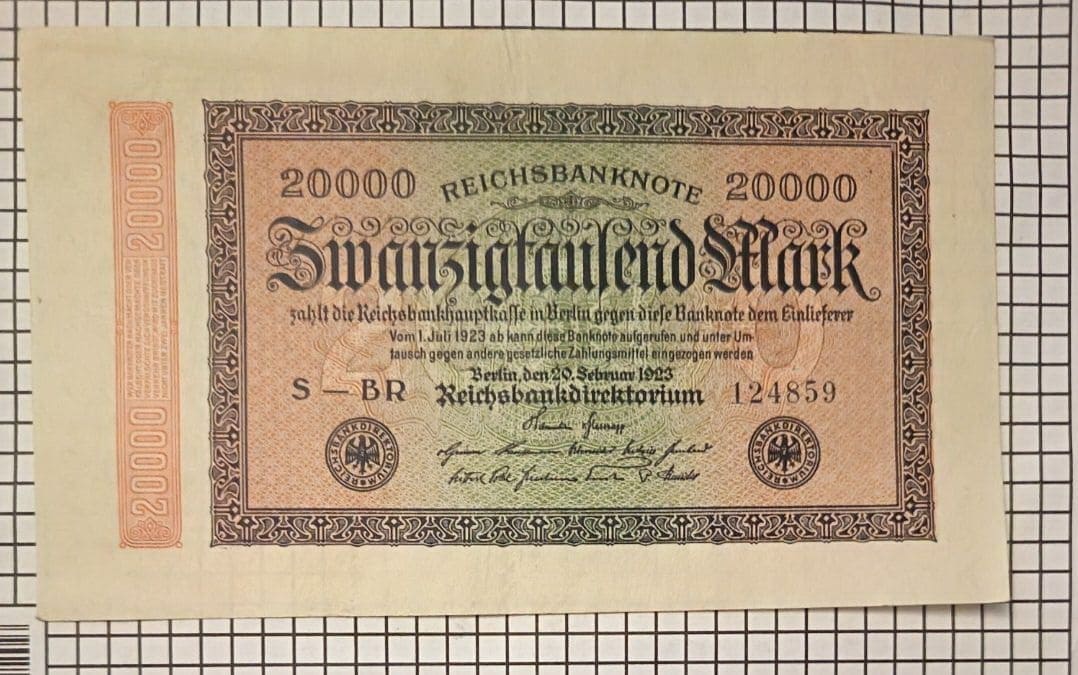 20000
20000
20000 REICHSBANKNOTE 20000
Zwanzigtausend Mark
zahlt die Reichsbankhauptkasse in Berlin gegen diese Banknote dem Einlieferer
Vom 1. Juli 1923 ab kann diese Banknote aufgerufen und unter Um-
tausch gegen andere gesetzliche Zahlungsmittel eingezogen werden
Berlin, den 20. Februar 1923
S — BR Reichsbankdirektorium 124859
REICHSBANKDIREKTORIUM
REICHSBANKDIREKTORIUM